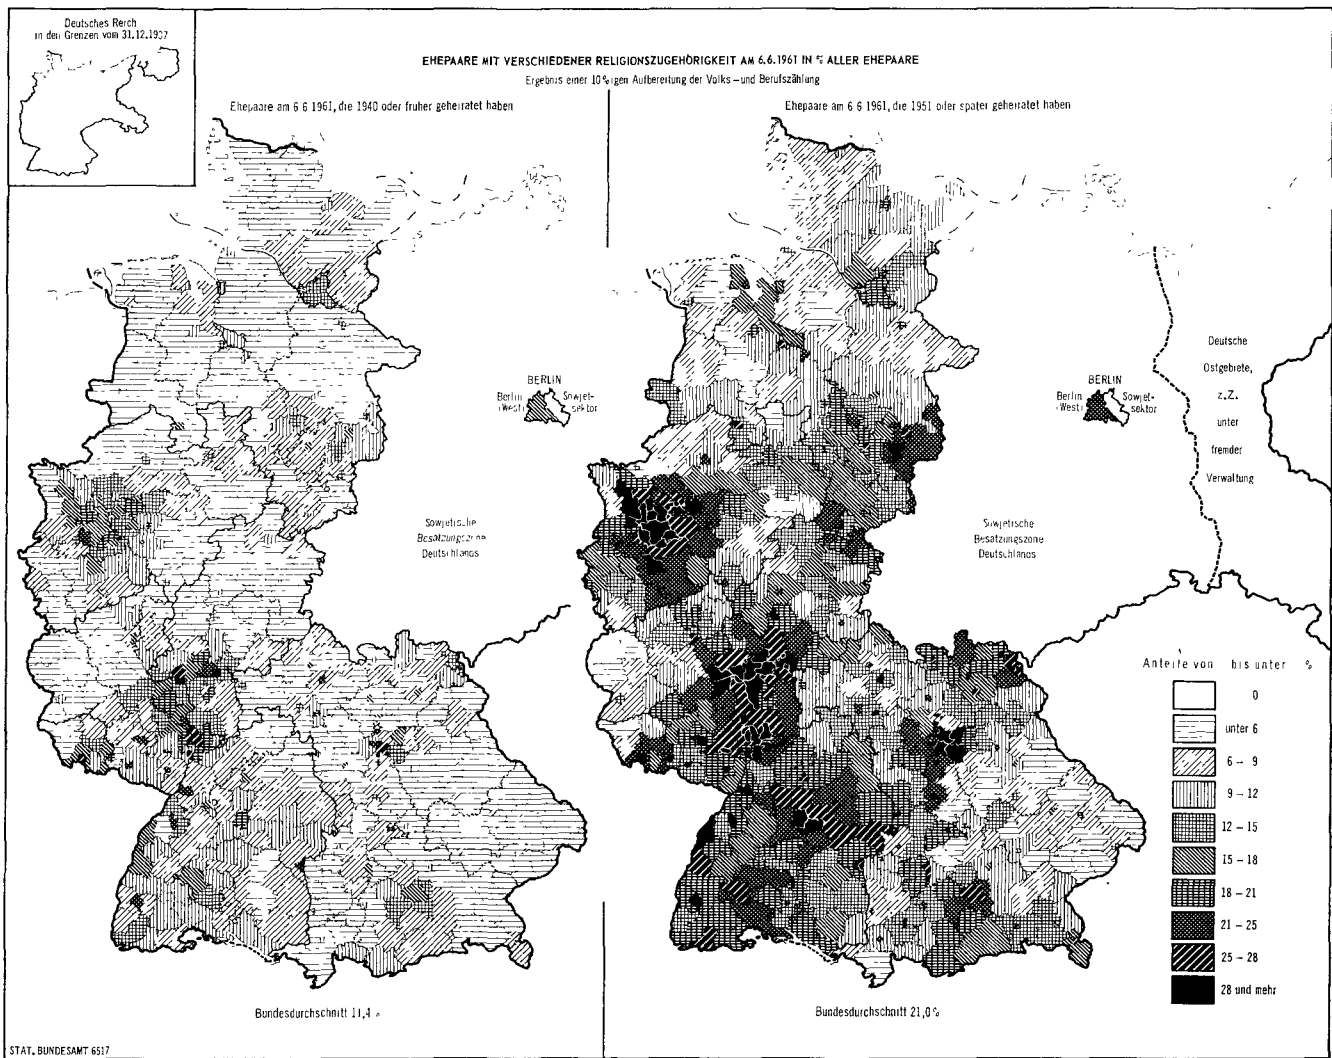 Deutsches Reich
in den Grenzen vom 31.12.1937
EHEPAARE MIT VERSCHIEDENER RELIGIONSZUGEHÖRIGKEIT AM 6.6.1961 IN % ALLER EHEPAARE
Ergebnis einer 10%igen Aufbereitung der Volks- und Berufszählung
Ehepaare am 6 6 1961, die 1940 oder früher geheiratet haben
Ehepaare am 6 6 1961, die 1951 oder später geheiratet haben
BERLIN
Berlin (West)
Sowjet-
sektor
Sowjetische
Besatzungszone
Deutschlands
Bundesdurchschnitt 11,4
BERLIN
Berlin (West)
Sowjet-
sektor
Sowjetische
Besatzungszone
Deutschlands
Bundesdurchschnitt 21,0%
Deutsche
Ostgebiete,
z.Z.
unter
fremder
Verwaltung
Anteile von bis unter %
0
unter 6
6 – 9
9 – 12
12 – 15
15 – 18
18 – 21
21 – 25
25 – 28
28 und mehr
STAT. BUNDESAMT 6517